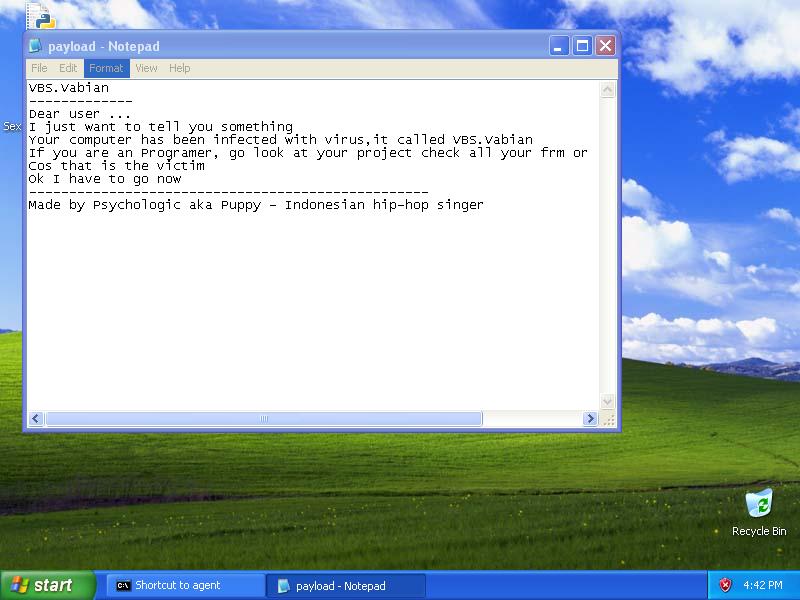 payload - Notepad
File Edit Format View Help
VBS.Vabian
-------------
Dear user ...
I just want to tell you something
Your computer has been infected with virus,it called VBS.Vabian
If you are an Programer, go look at your project check all your frm or
Cos that is the victim
Ok I have to go now
--------------------------------------------------
Made by Psychologic aka Puppy - Indonesian hip-hop singer
Sex
Recycle Bin
start
C:\
Shortcut to agent
payload - Notepad
4:42 PM